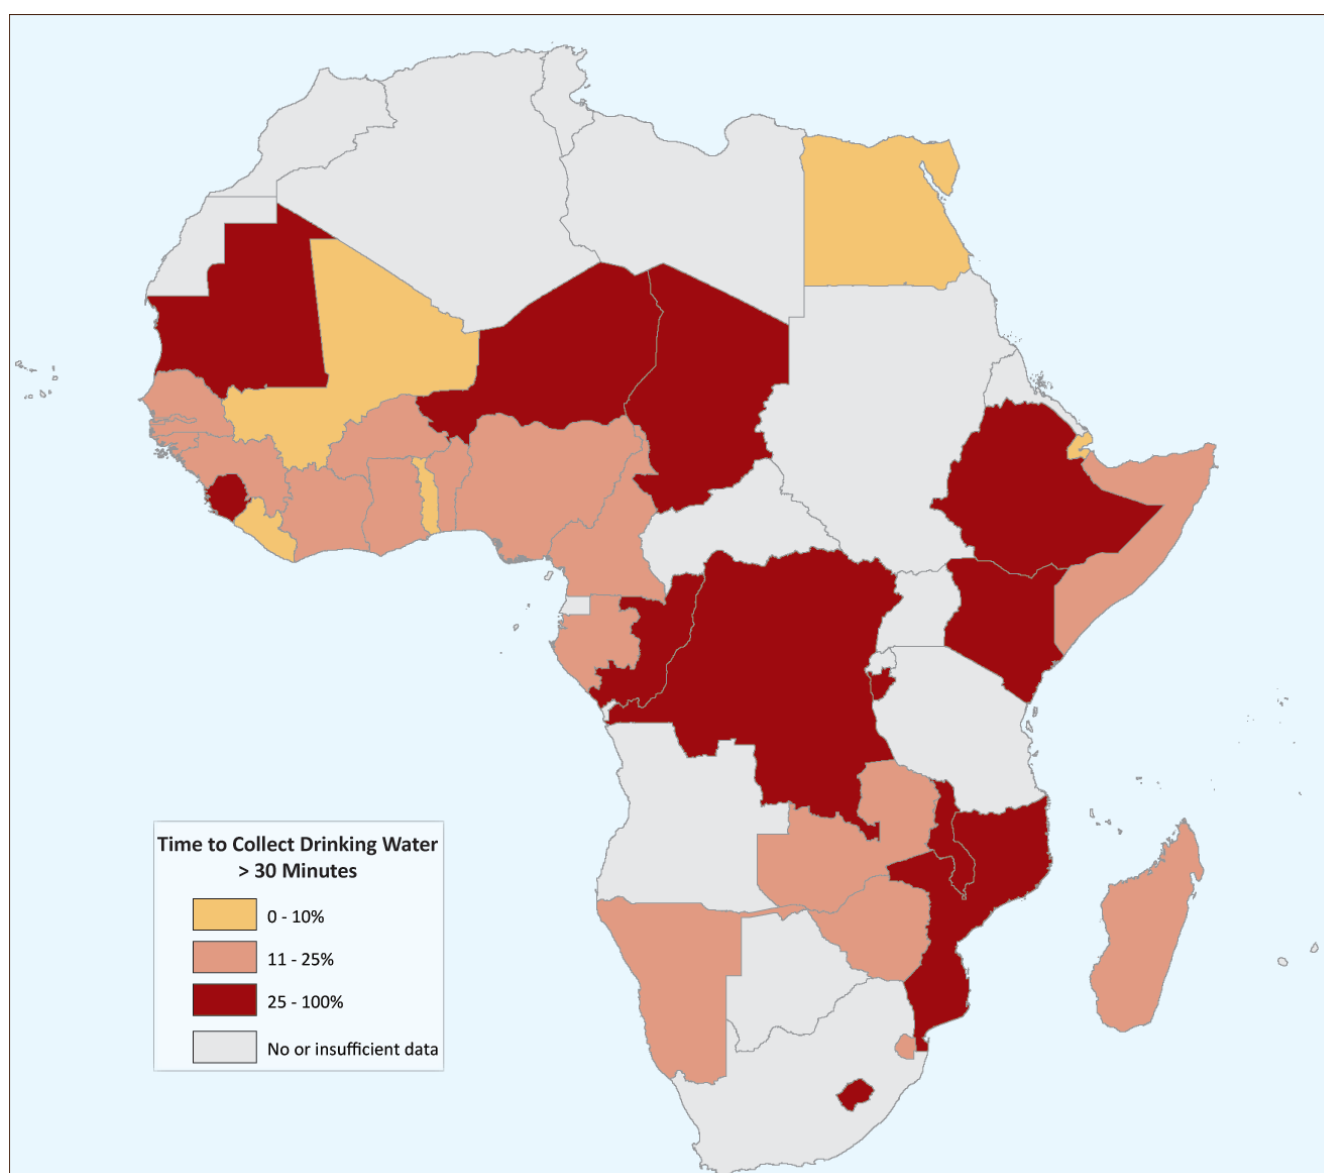 Time to Collect Drinking Water
> 30 Minutes
0 - 10%
11 - 25%
25 - 100%
No or insufficient data